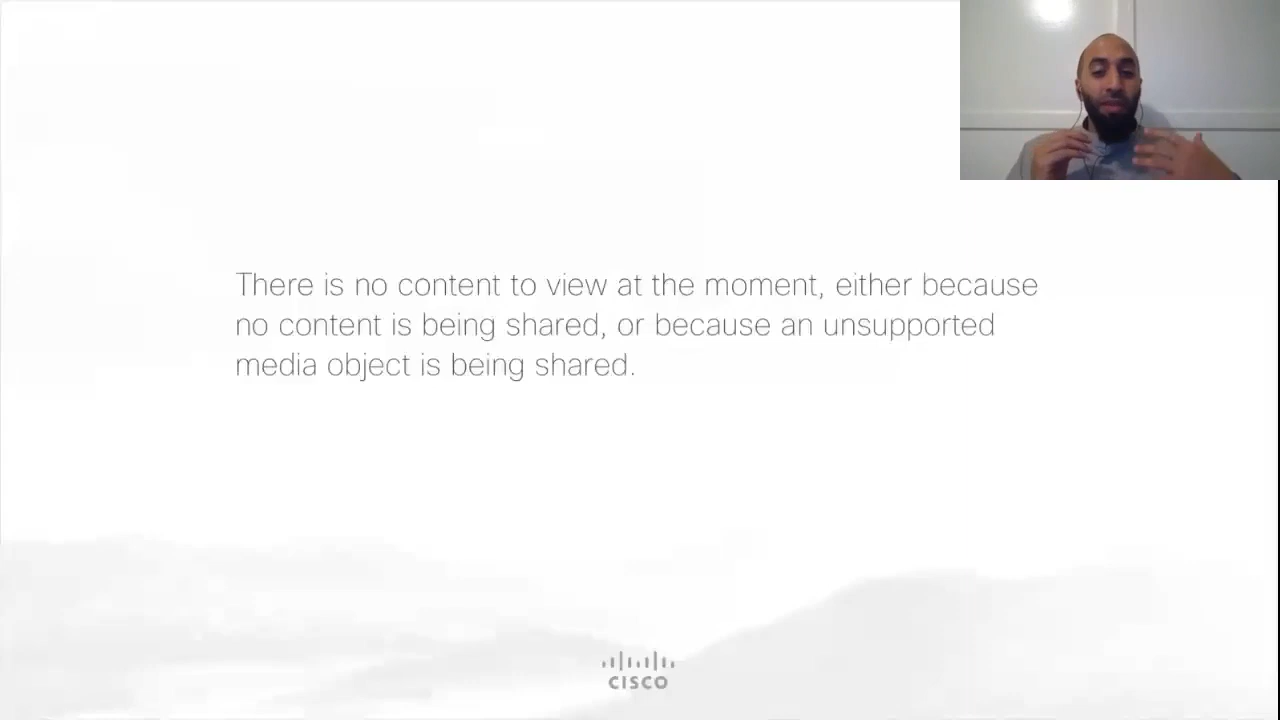 There is no content to view at the moment, either because
no content is being shared, or because an unsupported
media object is being shared.
CISCO